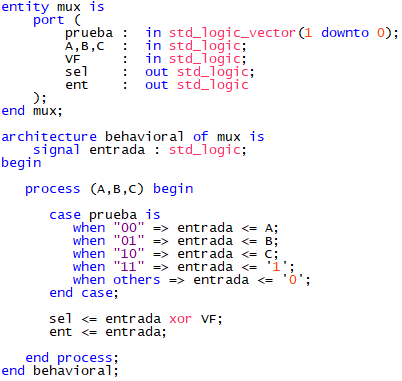 entity mux is
    port (
        prueba :  in std_logic_vector(1 downto 0);
        A,B,C  :  in std_logic;
        VF     :  in std_logic;
        sel    :  out std_logic;
        ent    :  out std_logic
    );
end mux;

architecture behavioral of mux is
    signal entrada : std_logic;
begin

   process (A,B,C) begin

      case prueba is
         when "00" => entrada <= A;
         when "01" => entrada <= B;
         when "10" => entrada <= C;
         when "11" => entrada <= '1';
         when others => entrada <= '0';
      end case;

      sel <= entrada xor VF;
      ent <= entrada;

   end process;
end behavioral;